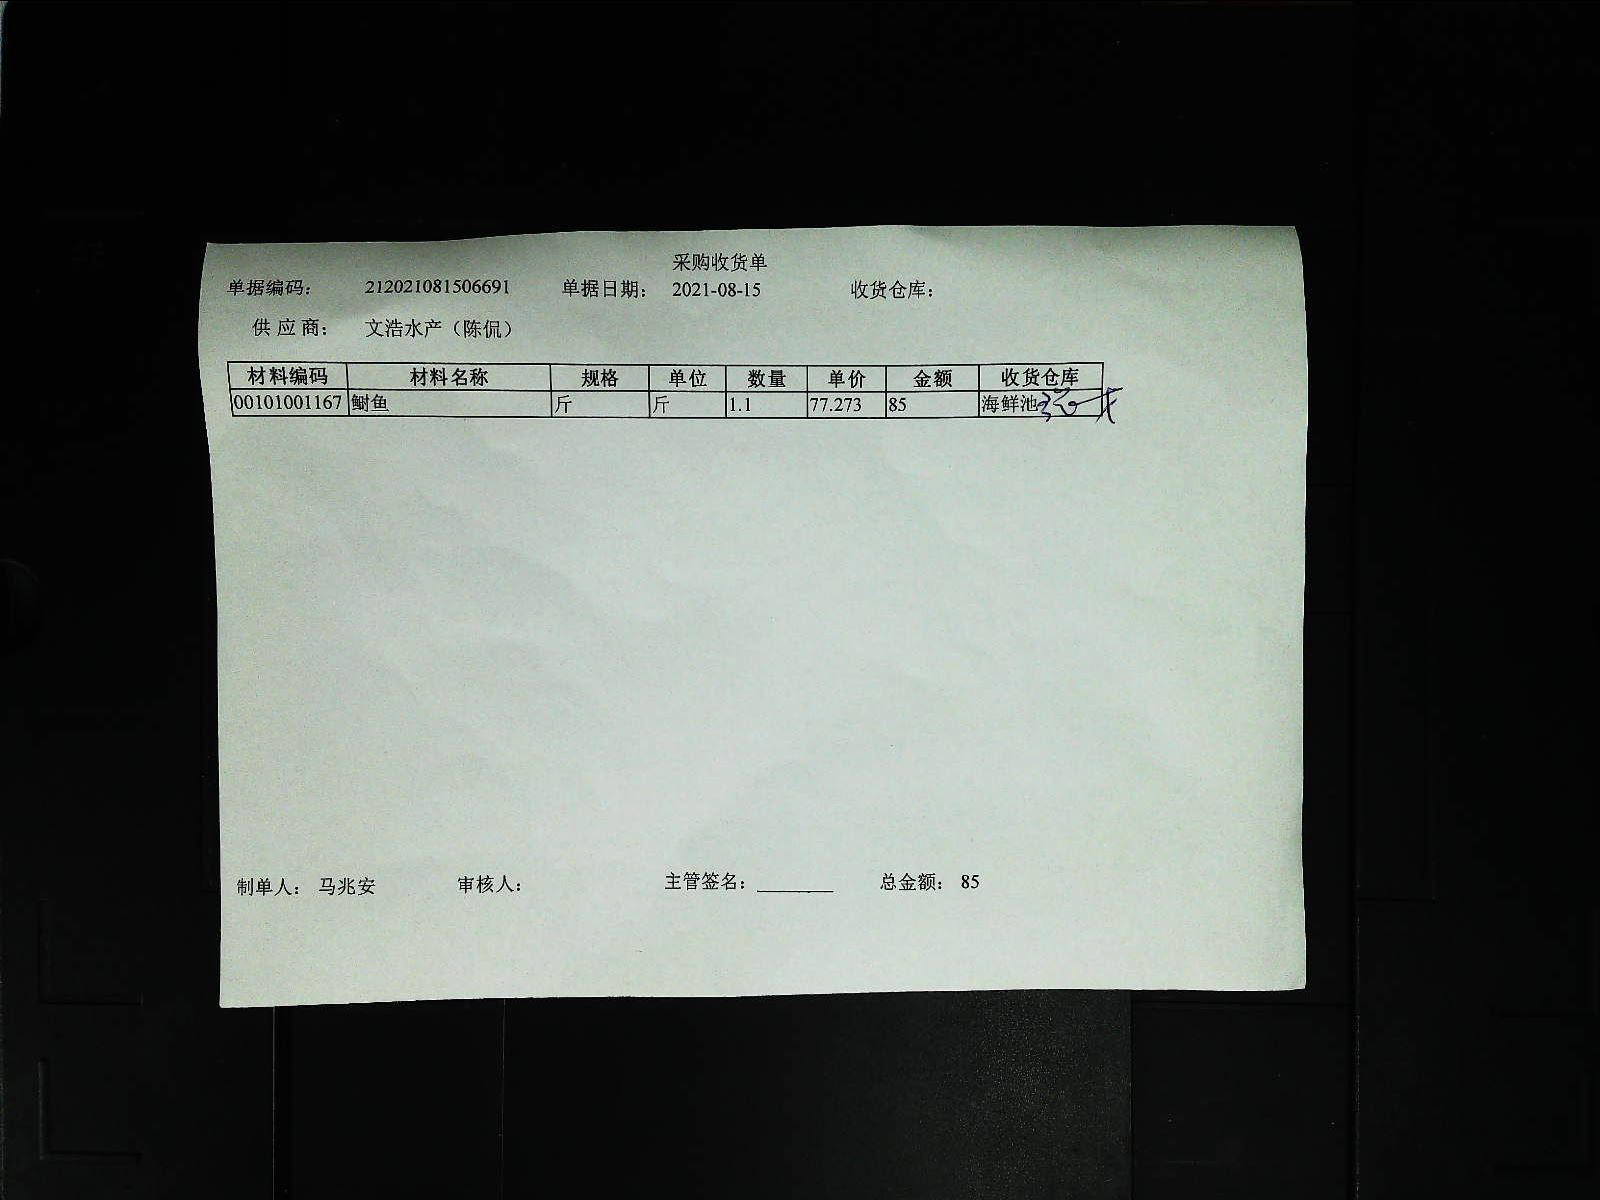 采购收货单
单据编码： 212021081506691 单据日期： 2021-08-15 收货仓库：
供应商： 文浩水产（陈侃）
材料编码 材料名称 规格 单位 数量 单价 金额 收货仓库
00101001167 鲥鱼 斤 斤 1.1 77.273 85 海鲜池
制单人： 马兆安 审核人： 主管签名：________ 总金额： 85